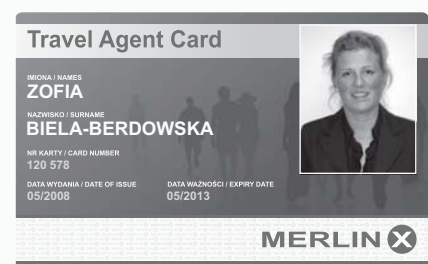 Travel Agent Card
IMIONA / NAMES
ZOFIA
NAZWISKO / SURNAME
BIELA-BERDOWSKA
NR KARTY / CARD NUMBER
120 578
DATA WYDANIA / DATE OF ISSUE DATA WAŻNOŚCI / EXPIRY DATE
05/2008 05/2013
MERLIN X